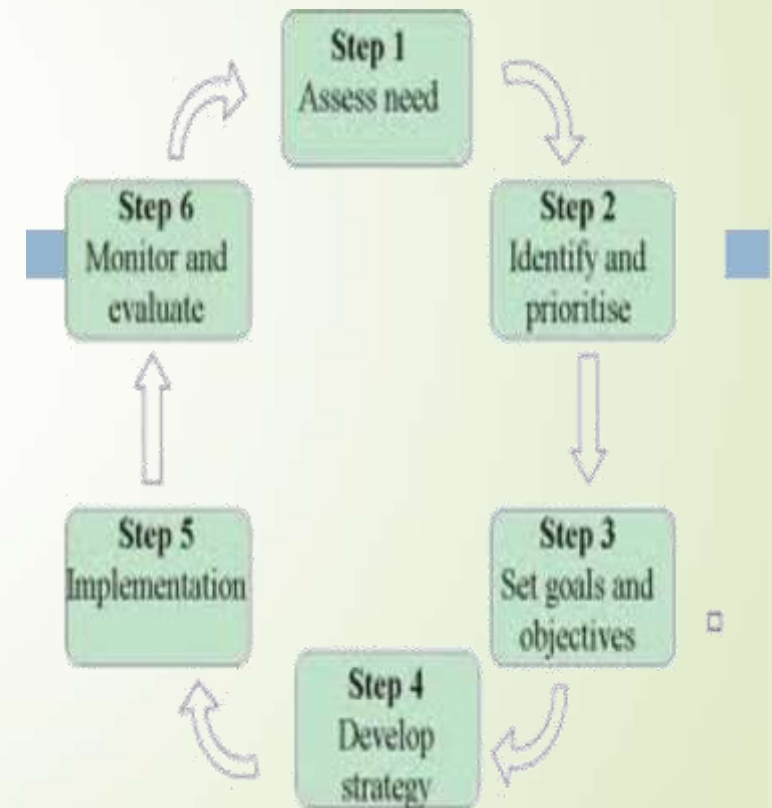 Step 1
Assess need
Step 2
Identify and
prioritise
Step 3
Set goals and
objectives
Step 4
Develop
strategy
Step 5
Implementation
Step 6
Monitor and
evaluate